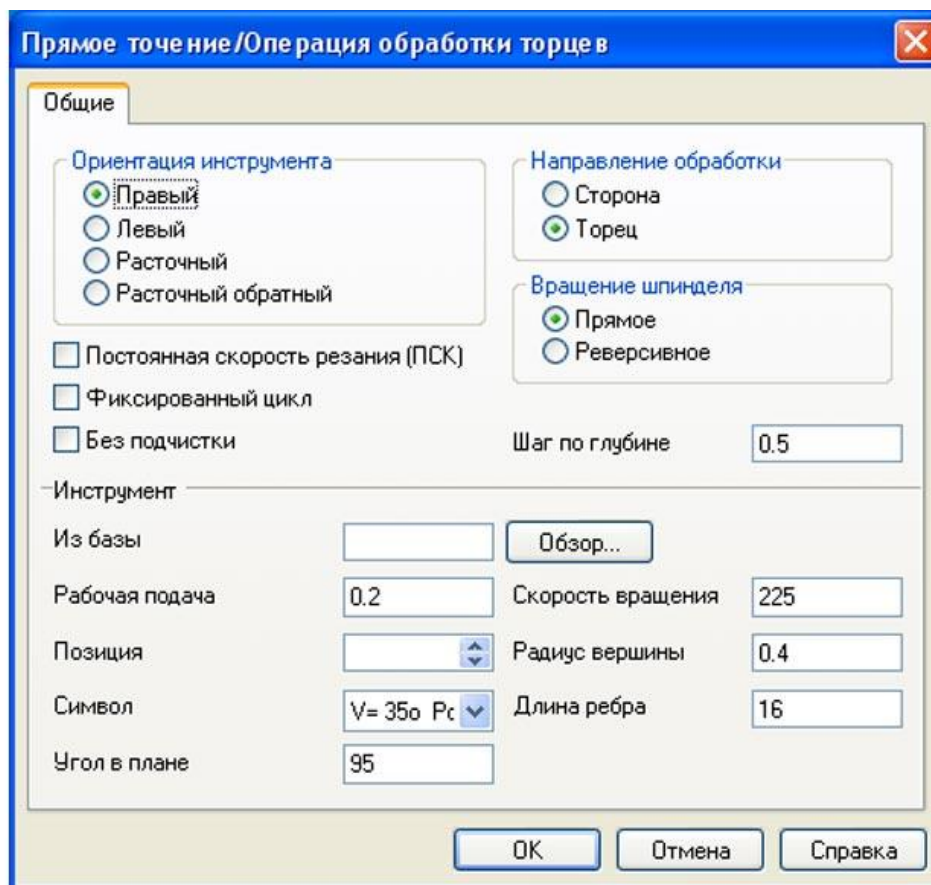 Прямое точение/Операция обработки торцев
Общие
Ориентация инструмента
Правый
Левый
Расточный
Расточный обратный
Направление обработки
Сторона
Торец
Вращение шпинделя
Прямое
Реверсивное
Постоянная скорость резания (ПСК)
Фиксированный цикл
Без подчистки
Шаг по глубине 0.5
Инструмент
Из базы Обзор...
Рабочая подача 0.2 Скорость вращения 225
Позиция Радиус вершины 0.4
Символ V= 35о Рс Длина ребра 16
Угол в плане 95
ОК Отмена Справка